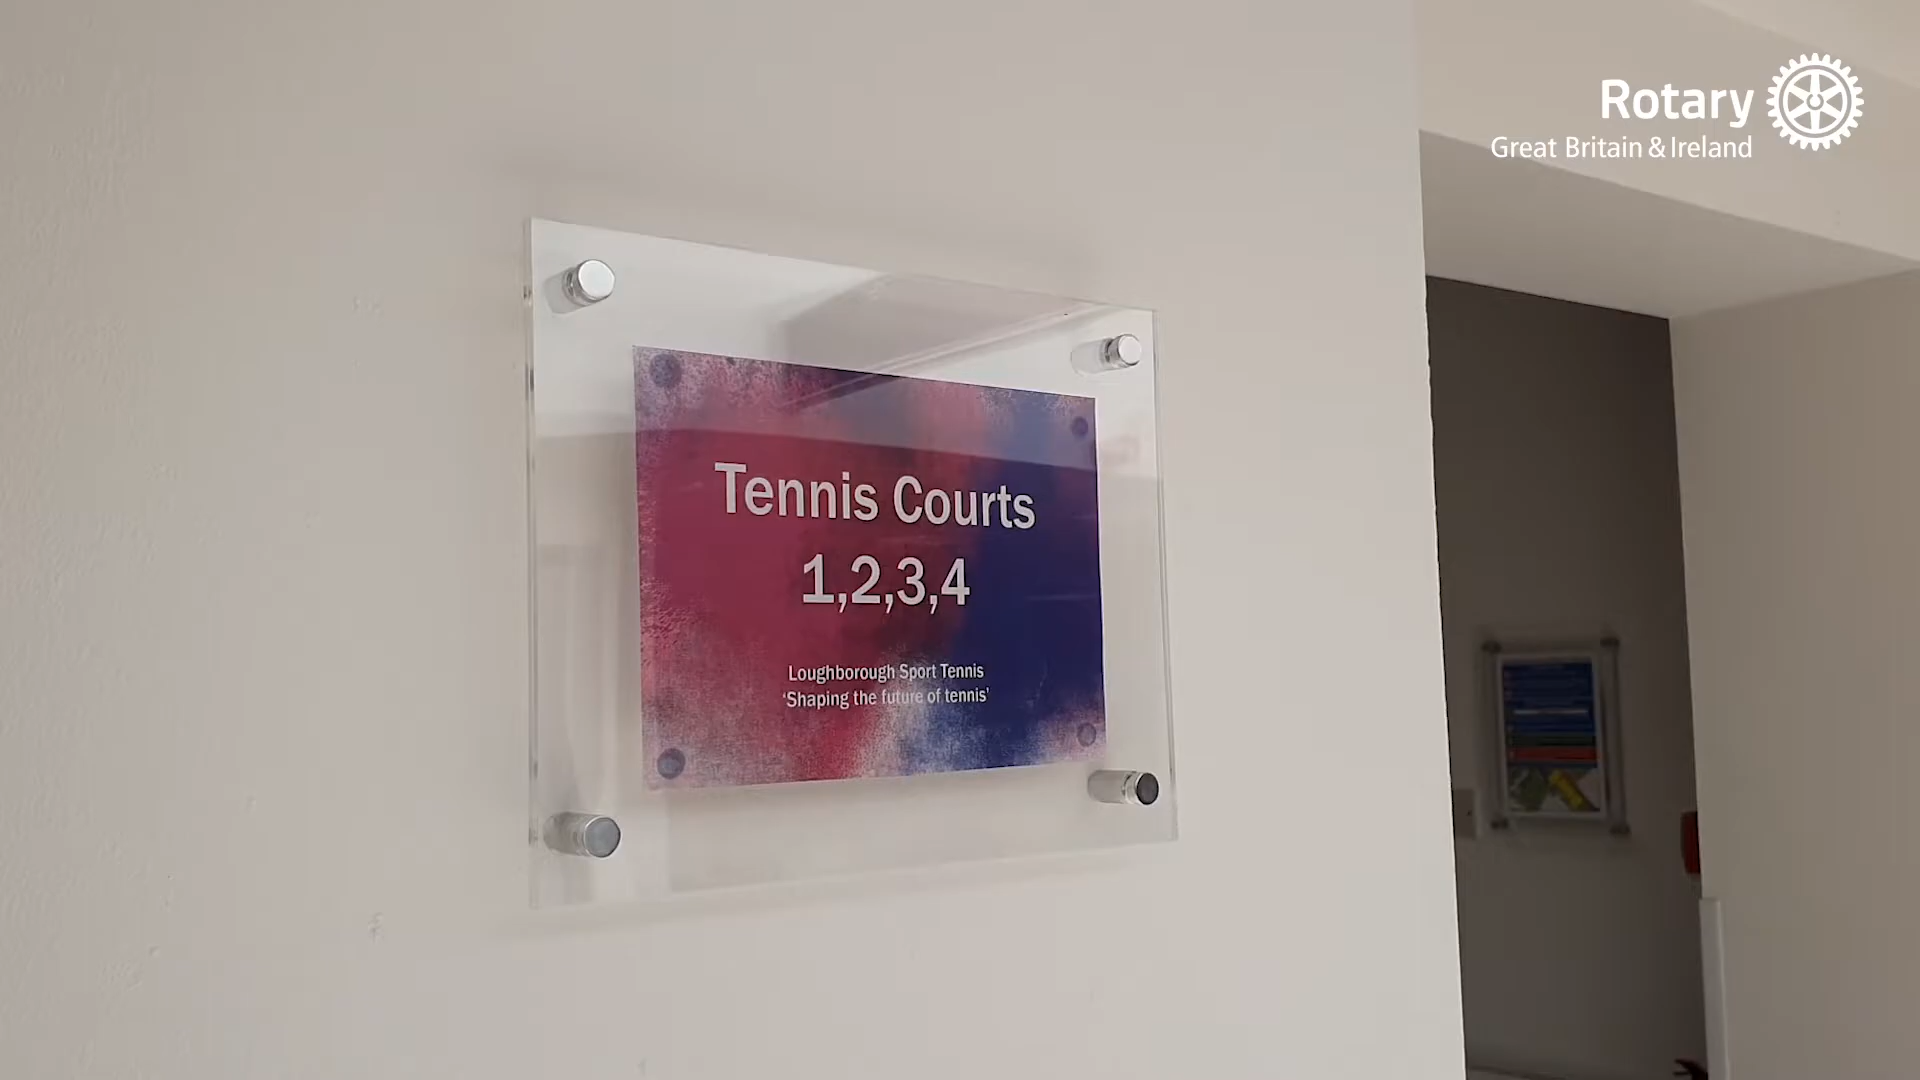 Rotary
Great Britain & Ireland
Tennis Courts
1,2,3,4
Loughborough Sport Tennis
‘Shaping the future of tennis’